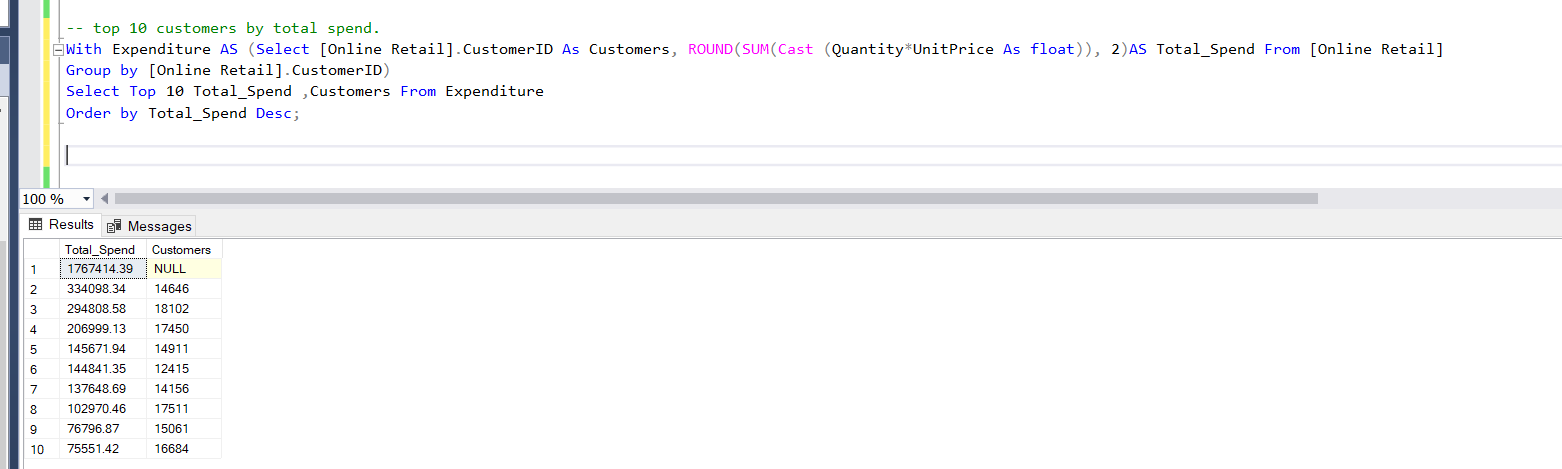 -- top 10 customers by total spend.
With Expenditure AS (Select [Online Retail].CustomerID As Customers, ROUND(SUM(Cast (Quantity*UnitPrice As float)), 2)AS Total_Spend From [Online Retail]
Group by [Online Retail].CustomerID)
Select Top 10 Total_Spend ,Customers From Expenditure
Order by Total_Spend Desc;
100 %
Results Messages
Total_Spend Customers
1 1767414.39 NULL
2 334098.34 14646
3 294808.58 18102
4 206999.13 17450
5 145671.94 14911
6 144841.35 12415
7 137648.69 14156
8 102970.46 17511
9 76796.87 15061
10 75551.42 16684